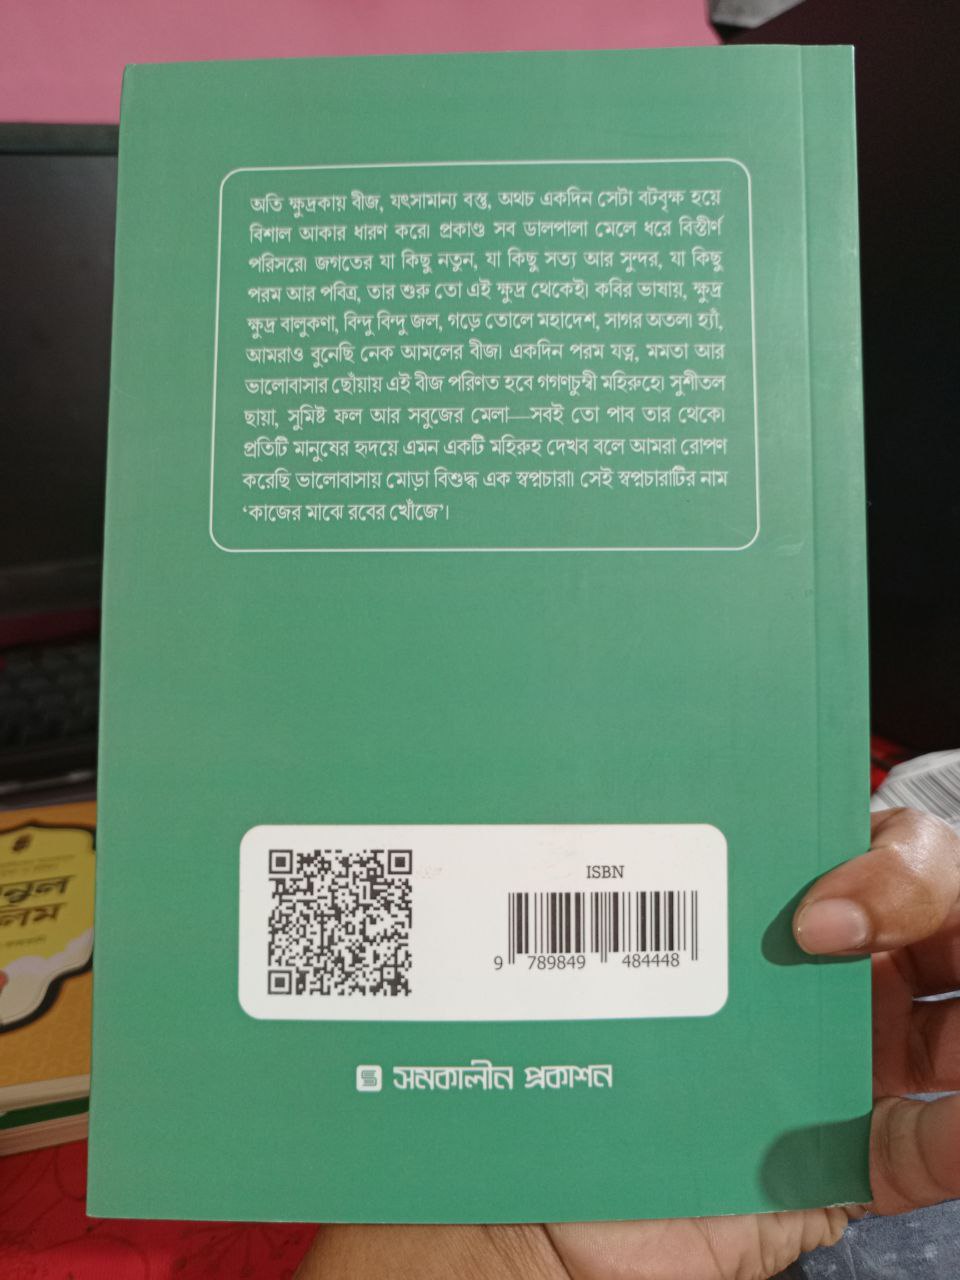 অতি ক্ষুদ্রকায় বীজ, যৎসামান্য বস্তু, অথচ একদিন সেটা বটবৃক্ষ হয়ে
বিশাল আকার ধারণ করে। প্রকাণ্ড সব ডালপালা মেলে ধরে বিস্তীর্ণ
পরিসরে। জগতের যা কিছু নতুন, যা কিছু সত্য আর সুন্দর, যা কিছু
পরম আর পবিত্র, তার শুরু তো এই ক্ষুদ্র থেকেই। কবির ভাষায়, ক্ষুদ্র
ক্ষুদ্র বালুকণা, বিন্দু বিন্দু জল, গড়ে তোলে মহাদেশ, সাগর অতল। হ্যাঁ,
আমরাও বুনেছি নেক আমলের বীজ। একদিন পরম যত্ন, মমতা আর
ভালোবাসার ছোঁয়ায় এই বীজ পরিণত হবে গগণচুম্বী মহিরুহে। সুশীতল
ছায়া, সুমিষ্ট ফল আর সবুজের মেলা—সবই তো পাব তার থেকে।
প্রতিটি মানুষের হৃদয়ে এমন একটি মহিরুহ দেখব বলে আমরা রোপণ
করেছি ভালোবাসায় মোড়া বিশুদ্ধ এক স্বপ্নচারা। সেই স্বপ্নচারাটির নাম
‘কাজের মাঝে রবের খোঁজে’।
ISBN
9 789849 484448
সমকালীন প্রকাশন